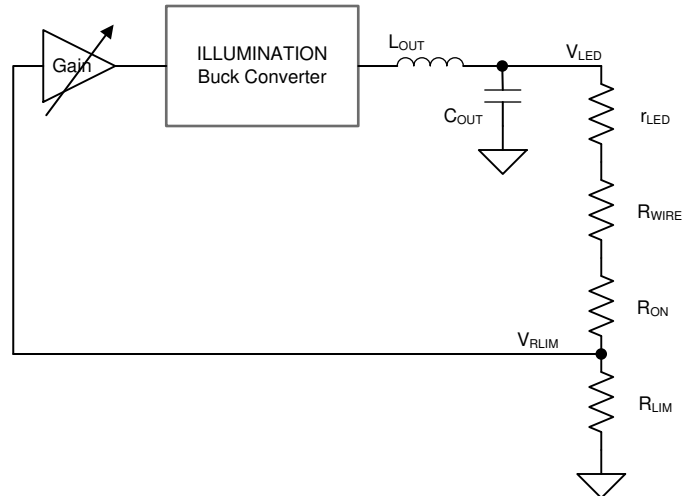 Gain
ILLUMINATION
Buck Converter
LOUT
COUT
VLED
rLED
RWIRE
RON
VRLIM
RLIM